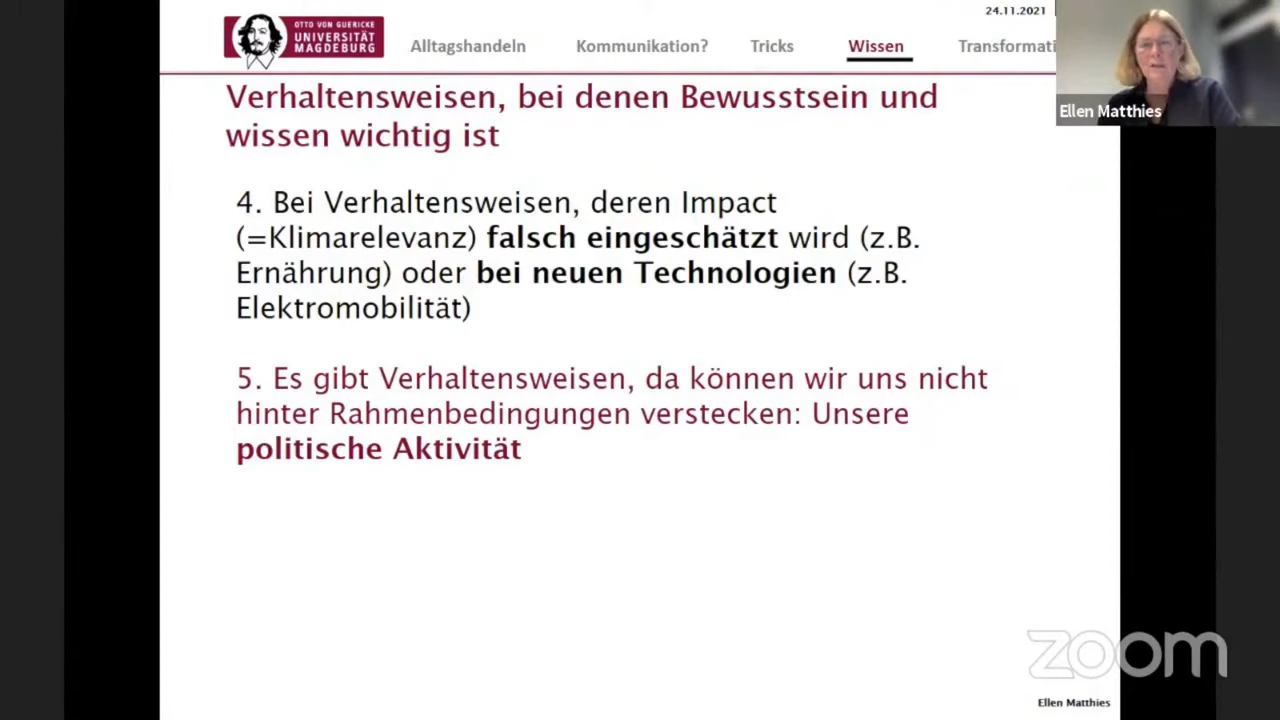 24.11.2021
OTTO VON GUERICKE
UNIVERSITÄT
MAGDEBURG
Alltagshandeln Kommunikation? Tricks Wissen Transformati
Ellen Matthies
Verhaltensweisen, bei denen Bewusstsein und
wissen wichtig ist
4. Bei Verhaltensweisen, deren Impact
(=Klimarelevanz) falsch eingeschätzt wird (z.B.
Ernährung) oder bei neuen Technologien (z.B.
Elektromobilität)
5. Es gibt Verhaltensweisen, da können wir uns nicht
hinter Rahmenbedingungen verstecken: Unsere
politische Aktivität
zoom
Ellen Matthies